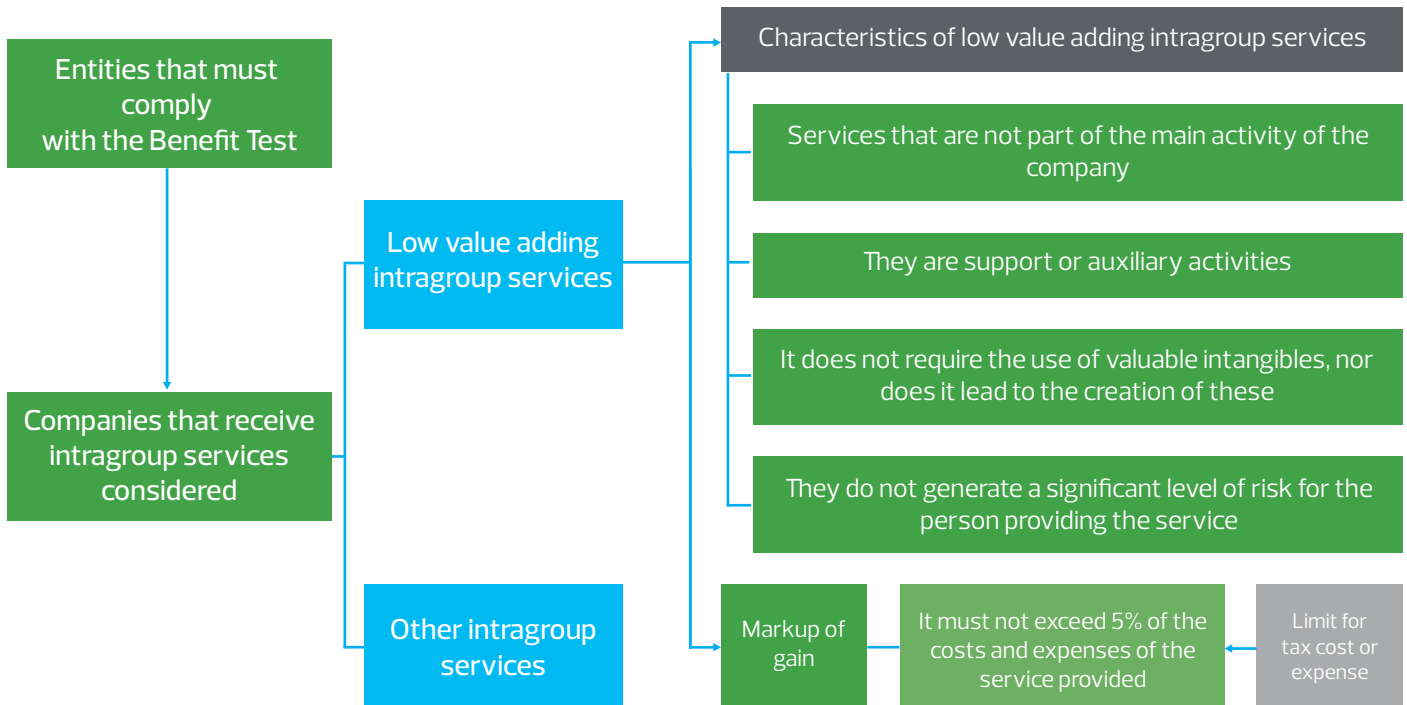 Entities that must
comply
with the Benefit Test
Companies that receive
intragroup services
considered
Low value adding
intragroup services
Other intragroup
services
Characteristics of low value adding intragroup services
Services that are not part of the main activity of the
company
They are support or auxiliary activities
It does not require the use of valuable intangibles, nor
does it lead to the creation of these
They do not generate a significant level of risk for the
person providing the service
Markup of
gain
It must not exceed 5% of the
costs and expenses of the
service provided
Limit for
tax cost or
expense